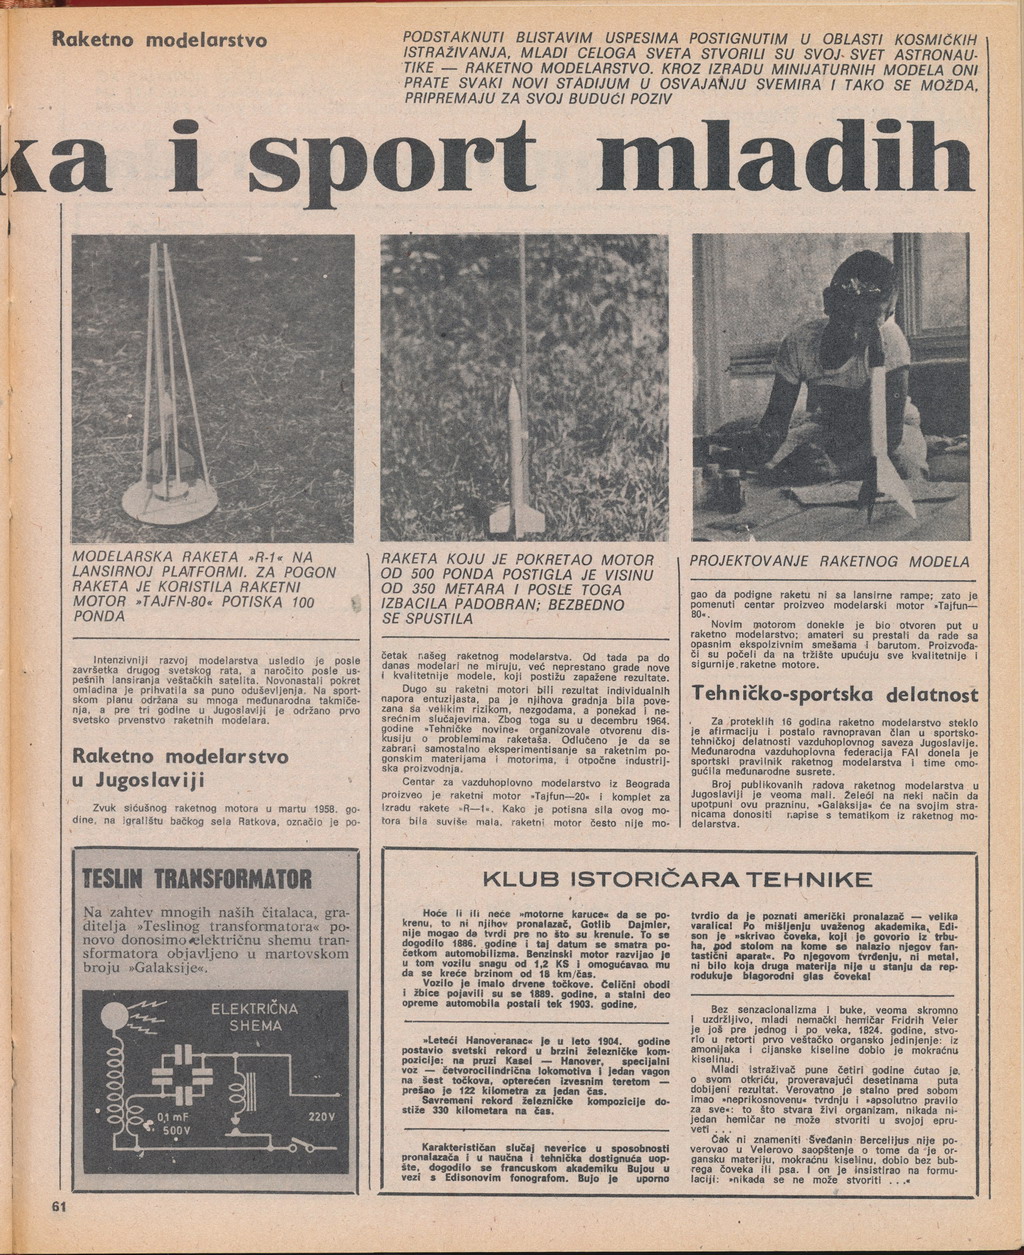 Raketno modelarstvo
PODSTAKNUTI BLISTAVIM USPESIMA POSTIGNUTIM U OBLASTI KOSMIČKIH
ISTRAŽIVANJA, MLADI CELOGA SVETA STVORILI SU SVOJ SVET ASTRONAU-
TIKE — RAKETNO MODELARSTVO. KROZ IZRADU MINIJATURNIH MODELA ONI
PRATE SVAKI NOVI STADIJUM U OSVAJANJU SVEMIRA I TAKO SE MOŽDA,
PRIPREMAJU ZA SVOJ BUDUĆI POZIV
ka i sport mladih
MODELARSKA RAKETA »R-1« NA
LANSIRNOJ PLATFORMI. ZA POGON
RAKETA JE KORISTILA RAKETNI
MOTOR »TAJFN-80« POTISKA 100
PONDA
Intenzivniji razvoj modelarstva usledio je posle
završetka drugog svetskog rata, a naročito posle us-
pešnih lansiranja veštačkih satelita. Novonastali pokret
omladina je prihvatila sa puno oduševljenja. Na sport-
skom planu održana su mnoga međunarodna takmiče-
nja, a pre tri godine u Jugoslaviji je održano prvo
svetsko prvenstvo raketnih modelara.
Raketno modelarstvo
u Jugoslaviji
Zvuk sićušnog raketnog motora u martu 1958. go-
dine, na igralištu bačkog sela Ratkova, označio je po-
RAKETA KOJU JE POKRETAO MOTOR
OD 500 PONDA POSTIGLA JE VISINU
OD 350 METARA I POSLE TOGA
IZBACILA PADOBRAN; BEZBEDNO
SE SPUSTILA
četak našeg raketnog modelarstva. Od tada pa do
danas modelari ne miruju, već neprestano grade nove
i kvalitetnije modele, koji postižu zapažene rezultate.
Dugo su raketni motori bili rezultat individualnih
napora entuzijasta, pa je njihova gradnja bila pove-
zana sa velikim rizikom, nezgodama, a ponekad i ne-
srećnim slučajevima. Zbog toga su u decembru 1964.
godine »Tehničke novine« organizovale otvorenu dis-
kusiju o problemima raketaša. Odlučeno je da se
zabrani samostalno eksperimentisanje sa raketnim po-
gonskim materijama i motorima, i otpočne industrij-
ska proizvodnja.
Centar za vazduhoplovno modelarstvo iz Beograda
proizveo je raketni motor »Tajfun—20« i komplet za
izradu rakete »R—1«. Kako je potisna sila ovog mo-
tora bila suviše mala, raketni motor često nije mo-
PROJEKTOVANJE RAKETNOG MODELA
gao da podigne raketu ni sa lansirne rampe; zato je
pomenuti centar proizveo modelarski motor »Tajfun—
80«.
Novim motorom donekle je bio otvoren put u
raketno modelarstvo; amateri su prestali da rade sa
opasnim ekspolzivnim smešama i barutom. Proizvođa-
či su počeli da na tržište upućuju sve kvalitetnije i
sigurnije raketne motore.
Tehničko-sportska delatnost
Za proteklih 16 godina raketno modelarstvo steklo
je afirmaciju i postalo ravnopravan član u sportsko-
tehničkoj delatnosti vazduhoplovnog saveza Jugoslavije.
Međunarodna vazduhoplovna federacija FAI donela je
sportski pravilnik raketnog modelarstva i time omo-
gućila međunarodne susrete.
Broj publikovanih radova raketnog modelarstva u
Jugoslaviji je veoma mali. Želeći na neki način da
upotpuni ovu prazninu, »Galaksija« će na svojim stra-
nicama donositi napise s tematikom iz raketnog mo-
delarstva.
TESLIN TRANSFORMATOR
Na zahtev mnogih naših čitalaca, gra-
ditelja »Teslinog transformatora« po-
novo donosimo električnu shemu tran-
sformatora objavljeno u martovskom
broju »Galaksije«.
ELEKTRIČNA
SHEMA
0,1 mF
500V
220V
KLUB ISTORIČARA TEHNIKE
Hoće li ili neće »motorne karuce« da se po-
krenu, to ni njihov pronalazač, Gotlib Dajmler,
nije mogao da tvrdi pre no što su krenule. To se
dogodilo 1886. godine i taj datum se smatra po-
četkom automobilizma. Benzinski motor razvijao je
u tom vozilu snagu od 1,2 KS i omogućavao mu
da se kreće brzinom od 18 km/čas.
Vozilo je imalo drvene točkove. Čelični obodi
i žbice pojavili su se 1889. godine, a stalni deo
opreme automobila postali tek 1903. godine.
»Leteći Hanoveranac« je u leto 1904. godine
postavio svetski rekord u brzini železničke kom-
pozicije: na pruzi Kasel — Hanover, specijalni
voz — četvorocilindrična lokomotiva i jedan vagon
na šest točkova, opterećen izvesnim teretom —
prešao je 122 kilometra za jedan čas.
Savremeni rekord železničke kompozicije do-
stiže 330 kilometara na čas.
Karakterističan slučaj neverice u sposobnosti
pronalazača i u naučna i tehnička dostignuća uop-
šte, dogodilo se francuskom akademiku Bujou u
vezi s Edisonovim fonografom. Bujo je uporno
tvrdio da je poznati američki pronalazač — velika
varalica! Po mišljenju uvaženog akademika, Edi-
son je »skrivao čoveka, koji je govorio iz trbu-
ha, pod stolom na kome se nalazio njegov fan-
tastični aparat«. Po njegovom tvrđenju, ni metal,
ni bilo koja druga materija nije u stanju da rep-
rodukuje blagorodni glas čoveka!
Bez senzacionalizma i buke, veoma skromno
i uzdržljivo, mladi nemački hemičar Fridrih Veler
je još pre jednog i po veka, 1824. godine, stvo-
rio u retorti prvo veštačko organsko jedinjenje: iz
amonijaka i cijanske kiseline dobio je mokraćnu
kiselinu.
Mladi istraživač pune četiri godine ćutao je
o svom otkriću, proveravajući desetinama puta
dobijeni rezultat. Verovatno je stalno pred sobom
imao »neprikosnovenu« tvrdnju i »apsolutno pravilo
za sve«: to što stvara živi organizam, nikada ni-
jedan hemičar ne može stvoriti u svojoj epru-
veti ...
Čak ni znameniti Šveđanin Bercelijus nije po-
verovao u Velerovo saopštenje o tome da je or-
gansku materiju, mokraćnu kiselinu, dobio bez bub-
rega čoveka ili psa. I on je insistirao na formu-
laciji: »nikada se ne može stvoriti ...«
61